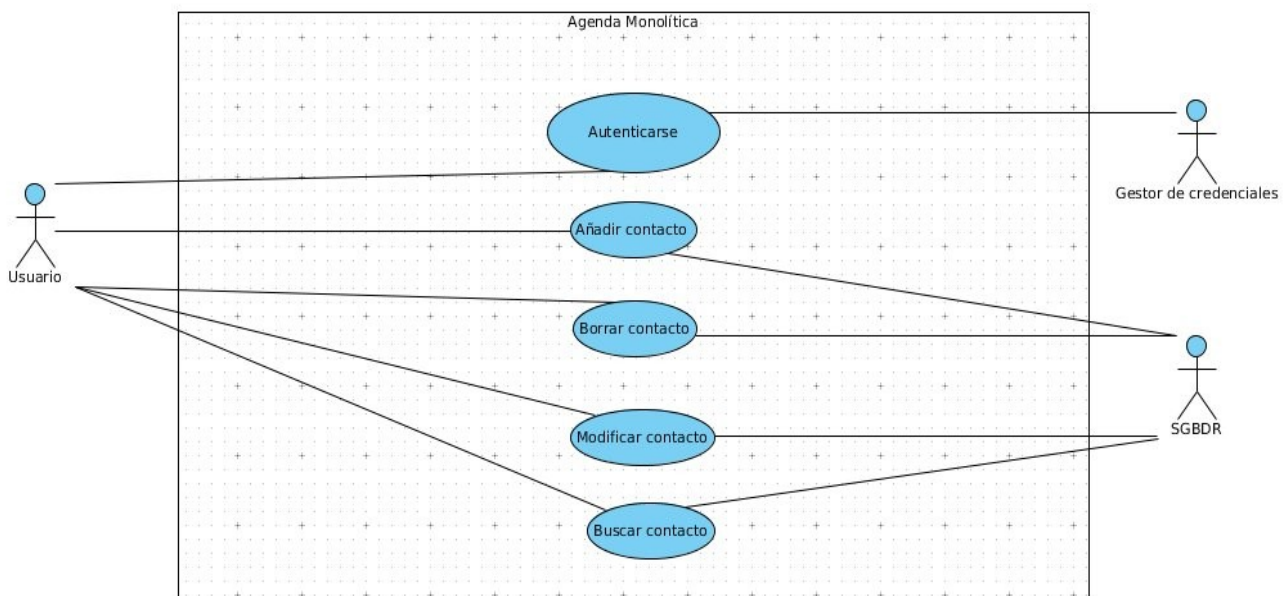 Agenda Monolítica
Autenticarse
Gestor de credenciales
Añadir contacto
Usuario
Borrar contacto
SGBDR
Modificar contacto
Buscar contacto